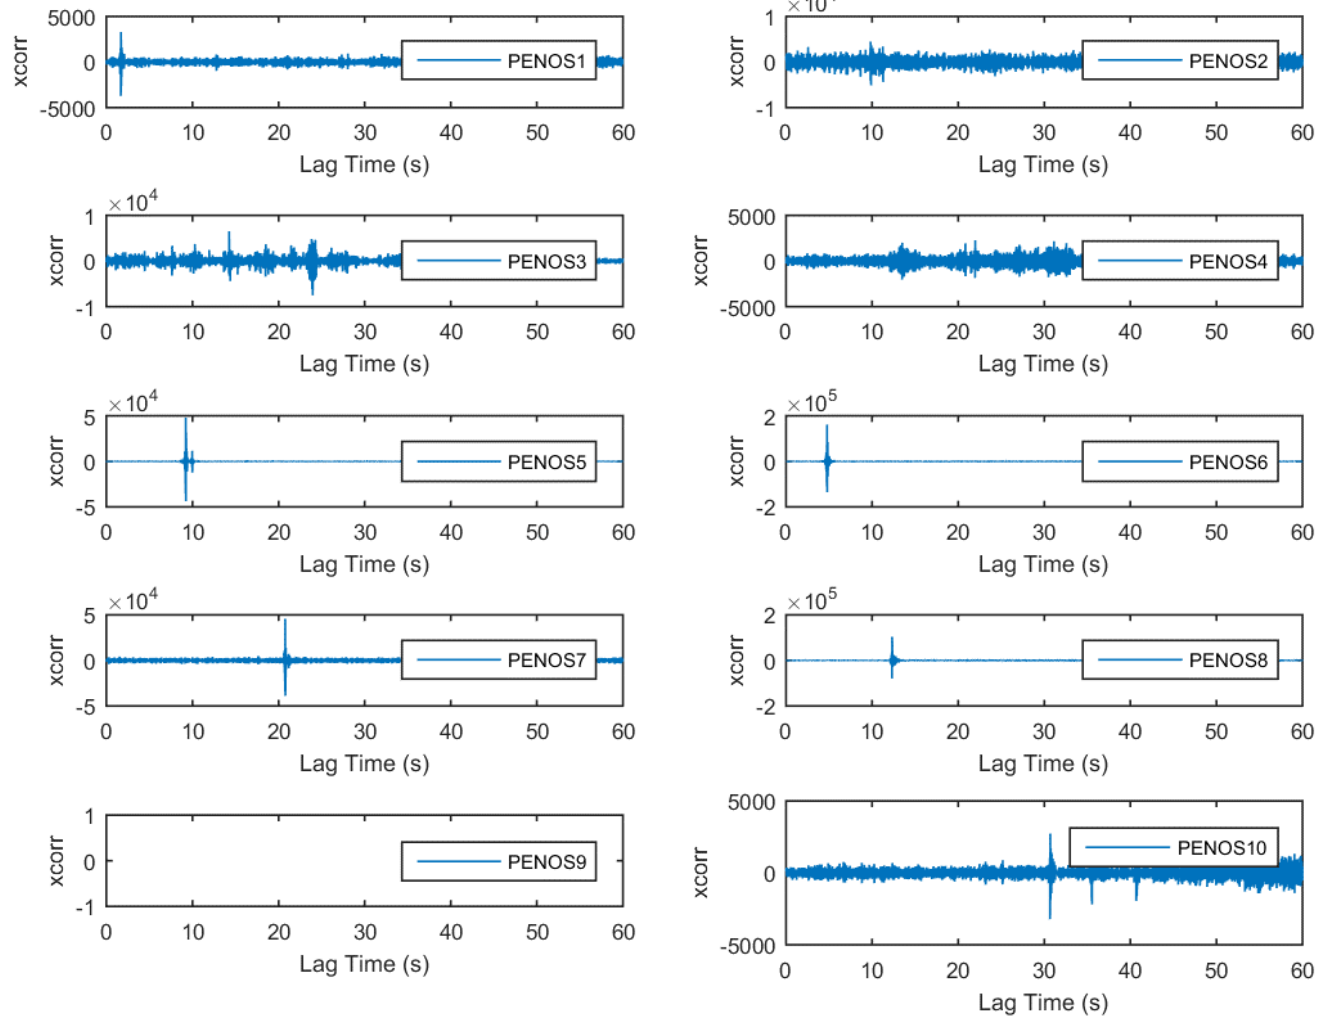 5000
0
-5000
xcorr
PENOS1
0 10 20 30 40 50 60
Lag Time (s)
1
0
-1
xcorr
PENOS2
0 10 20 30 40 50 60
Lag Time (s)
×10^4
1
0
-1
xcorr
PENOS3
0 10 20 30 40 50 60
Lag Time (s)
5000
0
-5000
xcorr
PENOS4
0 10 20 30 40 50 60
Lag Time (s)
×10^4
5
0
-5
xcorr
PENOS5
0 10 20 30 40 50 60
Lag Time (s)
×10^5
2
0
-2
xcorr
PENOS6
0 10 20 30 40 50 60
Lag Time (s)
×10^4
5
0
-5
xcorr
PENOS7
0 10 20 30 40 50 60
Lag Time (s)
×10^5
2
0
-2
xcorr
PENOS8
0 10 20 30 40 50 60
Lag Time (s)
1
0
-1
xcorr
PENOS9
0 10 20 30 40 50 60
Lag Time (s)
5000
0
-5000
xcorr
PENOS10
0 10 20 30 40 50 60
Lag Time (s)